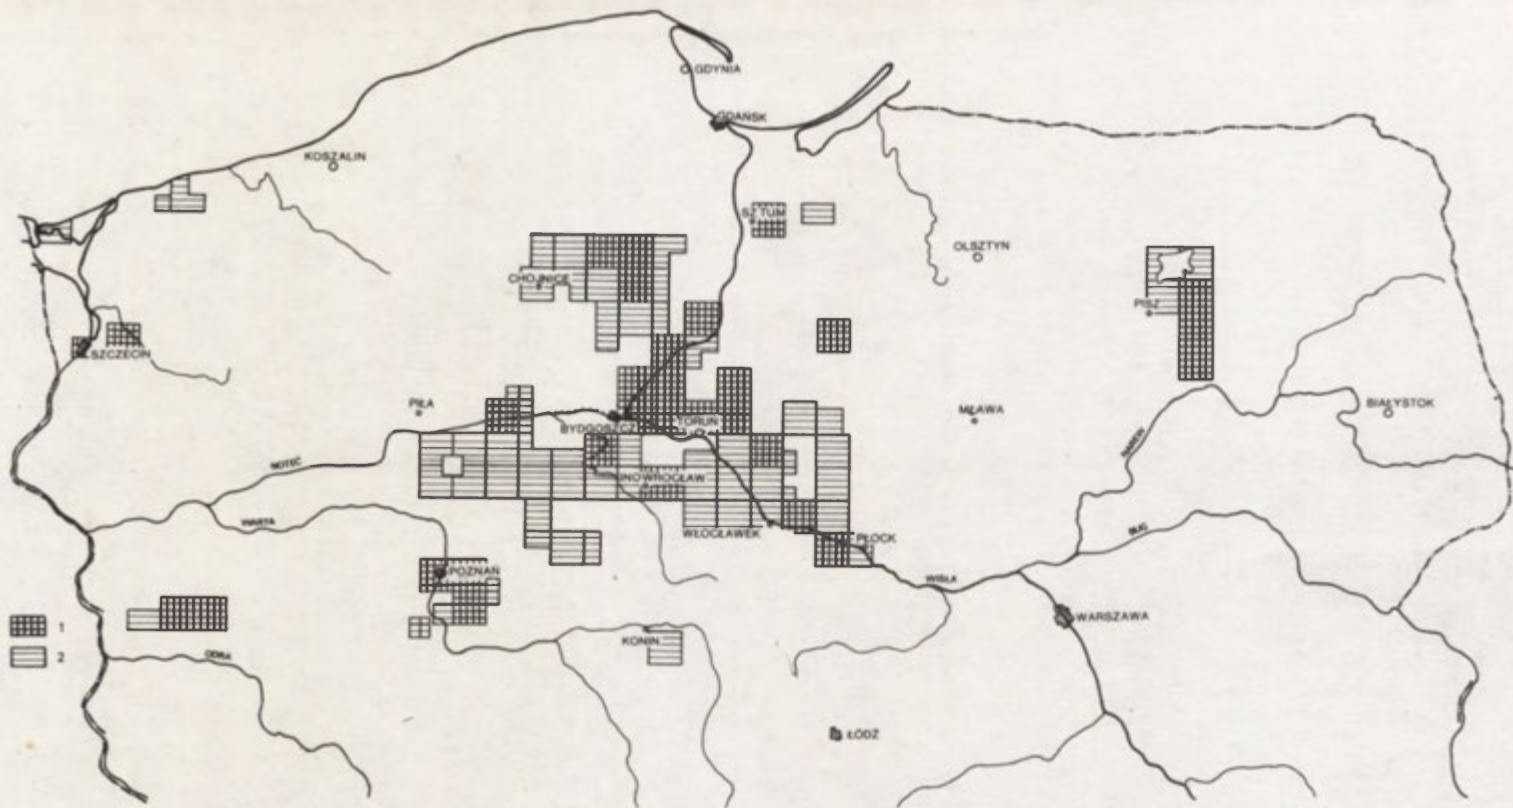 GDYNIA
GDAŃSK
KOSZALIN
SZTUM
OLSZTYN
CHOJNICE
PISZ
SZCZECIN
PIŁA
BIAŁYSTOK
MŁAWA
TORUŃ
BYDGOSZCZ
NAREW
NOTEĆ
INOWROCŁAW
WARTA
BUG
WŁOCŁAWEK
PŁOCK
POZNAŃ
WISŁA
WARSZAWA
1
KONIN
2
ODRA
ŁÓDŹ